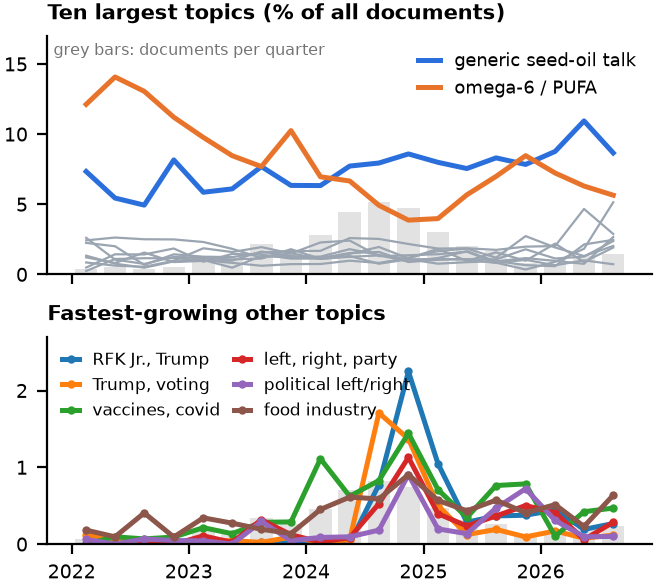 Ten largest topics (% of all documents)
grey bars: documents per quarter
generic seed-oil talk
omega-6 / PUFA
15
10
5
0
Fastest-growing other topics
RFK Jr., Trump
left, right, party
Trump, voting
political left/right
vaccines, covid
food industry
2
1
0
2022 2023 2024 2025 2026